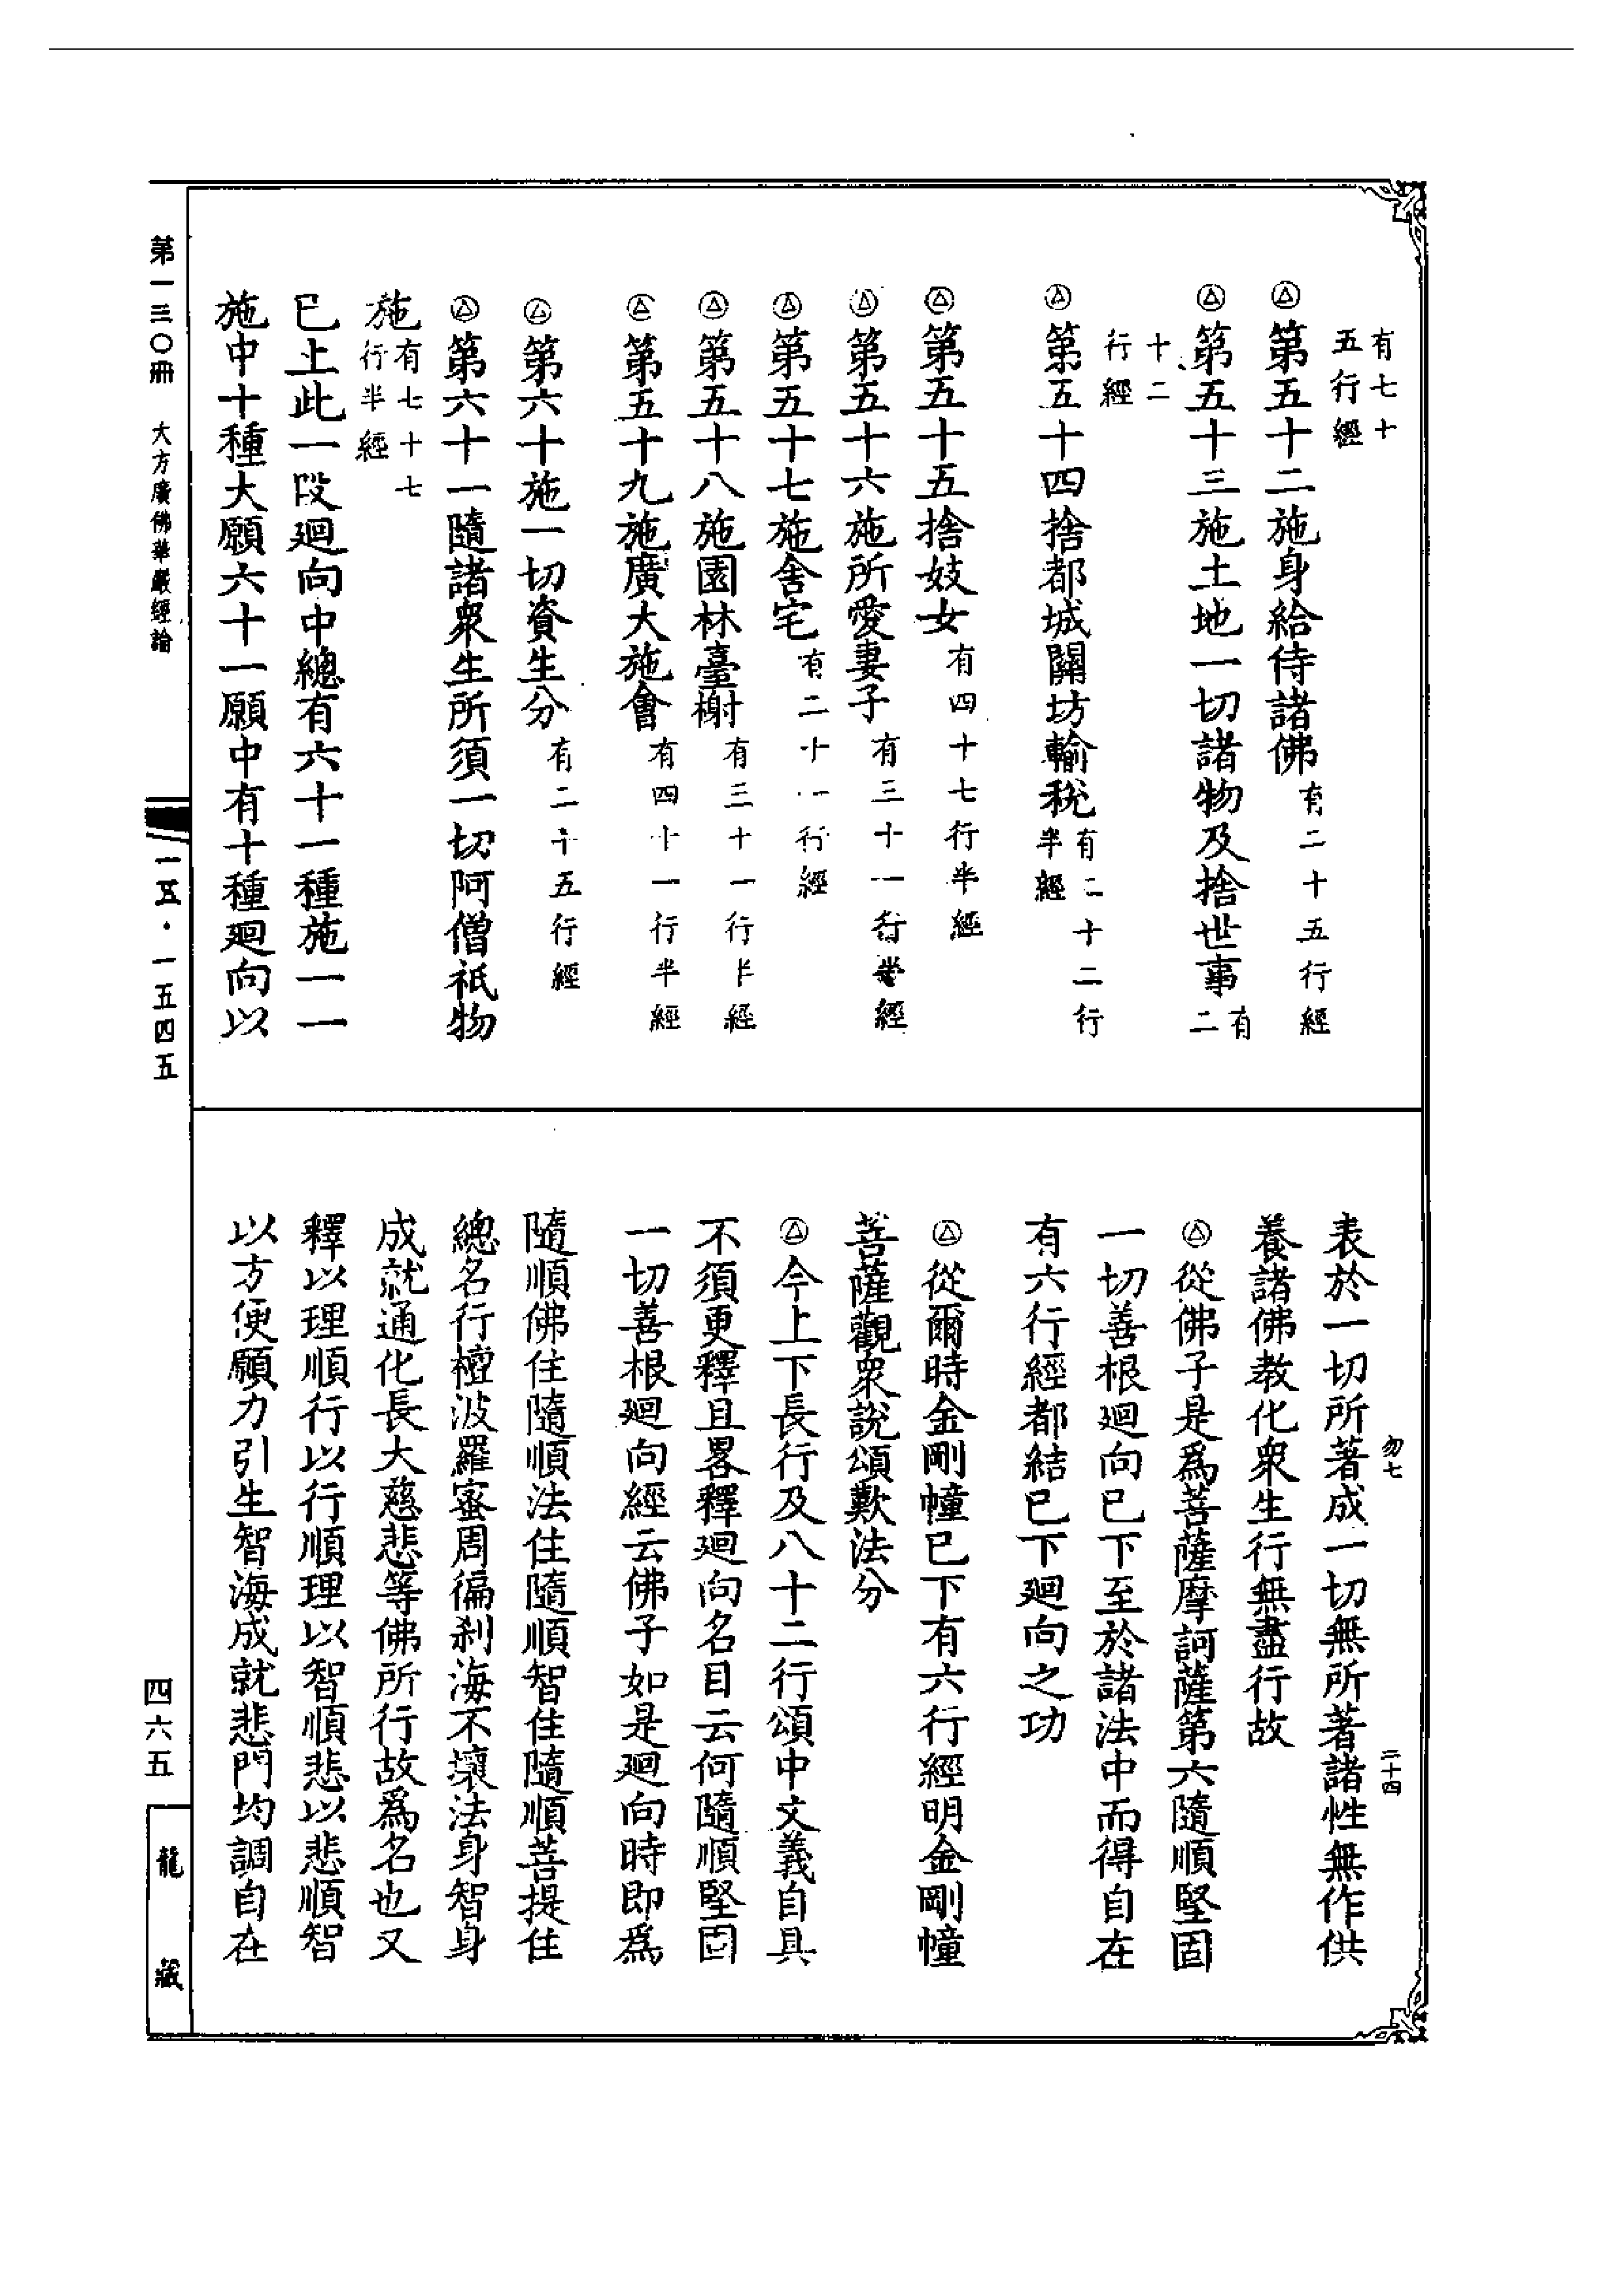 有七十
五行經
㊛第五十二施身給侍諸佛有二十五行經
第五十三施土地一切諸物及捨世事有二
十二
行經
第五十四捨都城關坊輸稅有二十二行半經
第五十五捨妓女有四十七行半經
第五十六施所愛妻子有三十一行半經
第五十七施舍宅有二十一行經
第五十八施園林臺榭有三十一行半經
第五十九施廣大施會有四十一行半經
第六十施一切資生分有二十五行經
第六十一隨諸衆生所須一切阿僧祇物
施有七十七行半經
已上此一段廻向中總有六十一種施一一
施中十種大願六十一願中有十種廻向以
表於一切所著成一切無所著諸性無作供
養諸佛教化衆生行無盡行故
從佛子是爲菩薩摩訶薩第六隨順堅固
一切善根廻向已下至於諸法中而得自在
有六行經都結已下廻向之功
從爾時金剛幢已下有六行經明金剛幢
菩薩觀衆說頌歎法分
今上下長行及八十二行頌中文義自具
不須更釋且畧釋廻向名目云何隨順堅固
一切善根廻向經云佛子如是廻向時即爲
隨順佛住隨順法住隨順智住隨順菩提住
總名行檀波羅蜜周徧刹海不壞法身智身
成就通化長大慈悲等佛所行故爲名也又
釋以理順行以行順理以智順悲以悲順智
以方便願力引生智海成就悲門均調自在
勿七
二十四
第一三〇冊
大方廣佛華嚴經論
一五·一五四五
四六五
龍藏